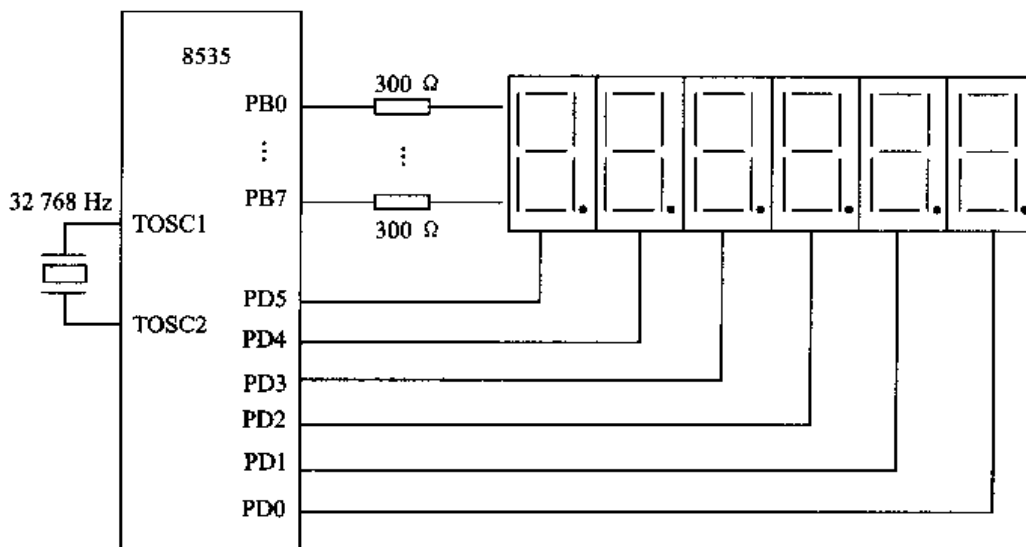 8535
300 Ω
PB0
PB7
32 768 Hz
TOSC1
300 Ω
PD5
TOSC2
PD4
PD3
PD2
PD1
PD0